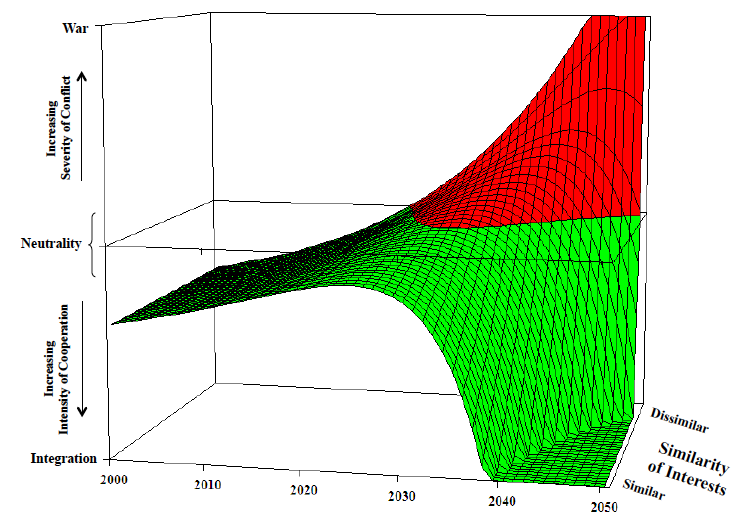 War
Increasing
Severity of Conflict
Neutrality
Increasing
Intensity of Cooperation
Integration
2000
2010
2020
2030
2040
2050
Dissimilar
Similarity
of Interests
Similar